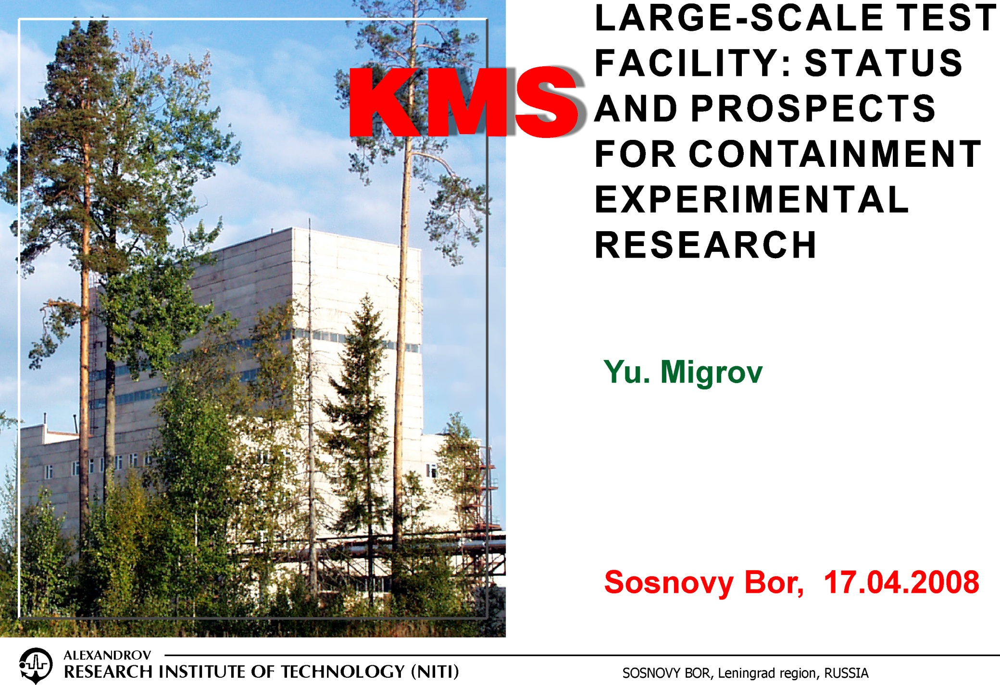 KMS
LARGE-SCALE TEST
FACILITY: STATUS
AND PROSPECTS
FOR CONTAINMENT
EXPERIMENTAL
RESEARCH
Yu. Migrov
Sosnovy Bor, 17.04.2008
ALEXANDROV
RESEARCH INSTITUTE OF TECHNOLOGY (NITI)
SOSNOVY BOR, Leningrad region, RUSSIA